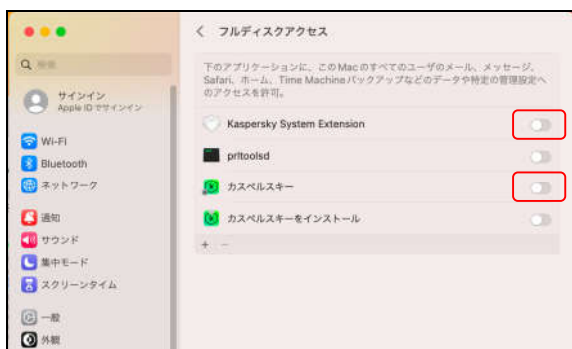 フルディスクアクセス
検索
下のアプリケーションに、このMacのすべてのユーザのメール、メッセージ、
Safari、ホーム、Time Machineバックアップなどのデータや特定の管理設定へ
のアクセスを許可。
サインイン
Apple IDでサインイン
Kaspersky System Extension
Wi-Fi
prltoolsd
Bluetooth
ネットワーク
カスペルスキー
通知
カスペルスキーをインストール
サウンド
集中モード
スクリーンタイム
一般
外観